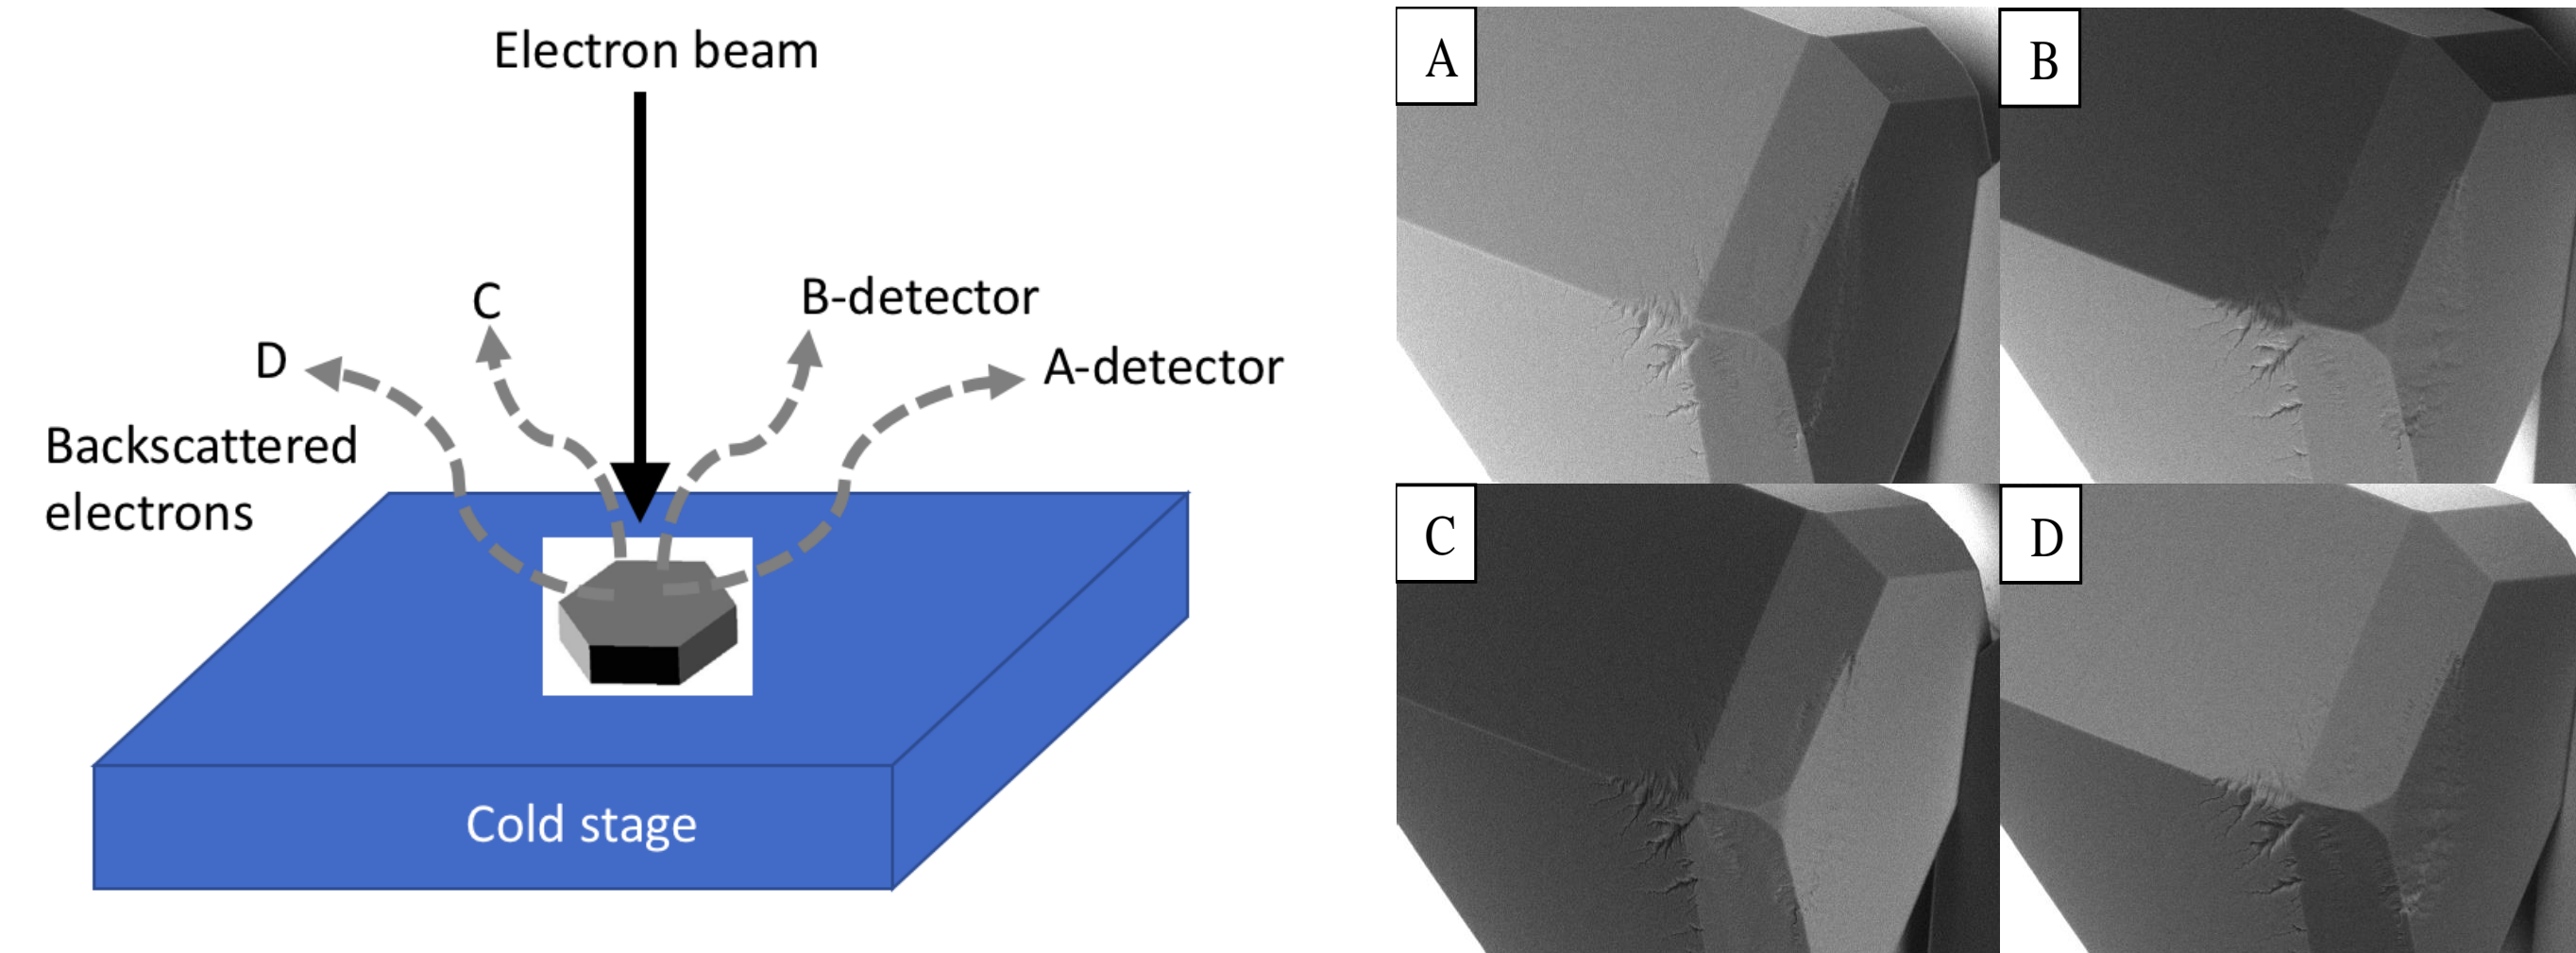 Electron beam
C
B-detector
D
A-detector
Backscattered
electrons
Cold stage
A
B
C
D